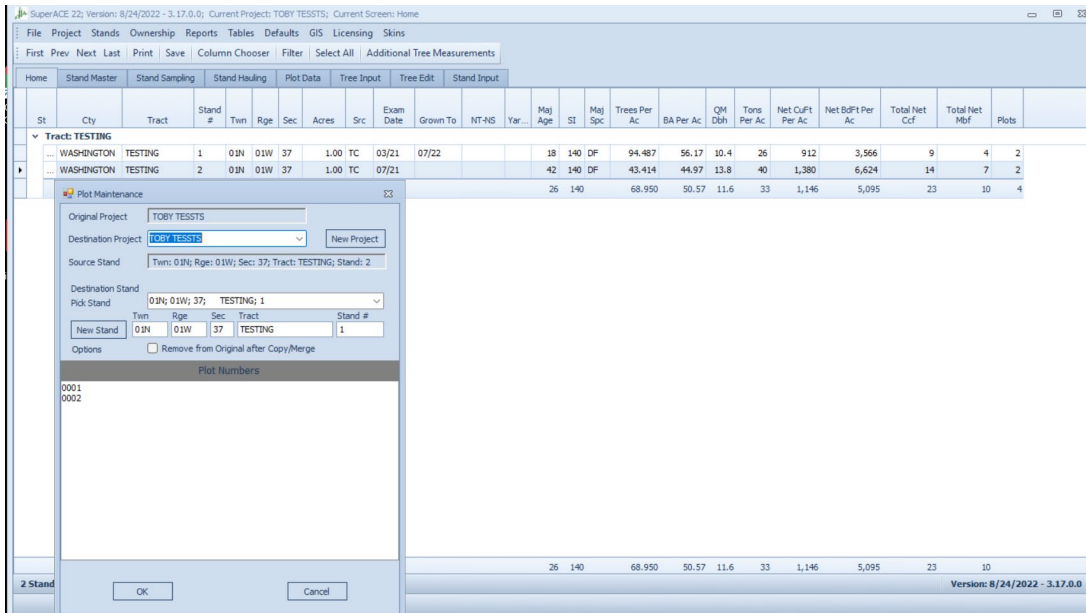 SuperACE 22; Version: 8/24/2022 - 3.17.0.0; Current Project: TOBY TESSTS; Current Screen: Home
File Project Stands Ownership Reports Tables Defaults GIS Licensing Skins
First Prev Next Last Print Save Column Chooser Filter Select All Additional Tree Measurements
Home Stand Master Stand Sampling Stand Hauling Plot Data Tree Input Tree Edit Stand Input
St Cty Tract Stand # Twn Rge Sec Acres Src Exam Date Grown To NT-NS Yar... Maj Age SI Maj Spc Trees Per Ac BA Per Ac QM Dbh Tons Per Ac Net CuFt Per Ac Net BdFt Per Ac Total Net Ccf Total Net Mbf Plots
Tract: TESTING
... WASHINGTON TESTING 1 01N 01W 37 1.00 TC 03/21 07/22 18 140 DF 94.487 56.17 10.4 26 912 3,566 9 4 2
... WASHINGTON TESTING 2 01N 01W 37 1.00 TC 07/21 42 140 DF 43.414 44.97 13.8 40 1,380 6,624 14 7 2
26 140 68.950 50.57 11.6 33 1,146 5,095 23 10 4
Plot Maintenance
Original Project TOBY TESSTS
Destination Project TOBY TESSTS New Project
Source Stand Twn: 01N; Rge: 01W; Sec: 37; Tract: TESTING; Stand: 2
Destination Stand
Pick Stand 01N; 01W; 37; TESTING; 1
Twn Rge Sec Tract Stand #
New Stand 01N 01W 37 TESTING 1
Options Remove from Original after Copy/Merge
Plot Numbers
0001
0002
26 140 68.950 50.57 11.6 33 1,146 5,095 23 10
2 Stand Version: 8/24/2022 - 3.17.0.0
OK Cancel